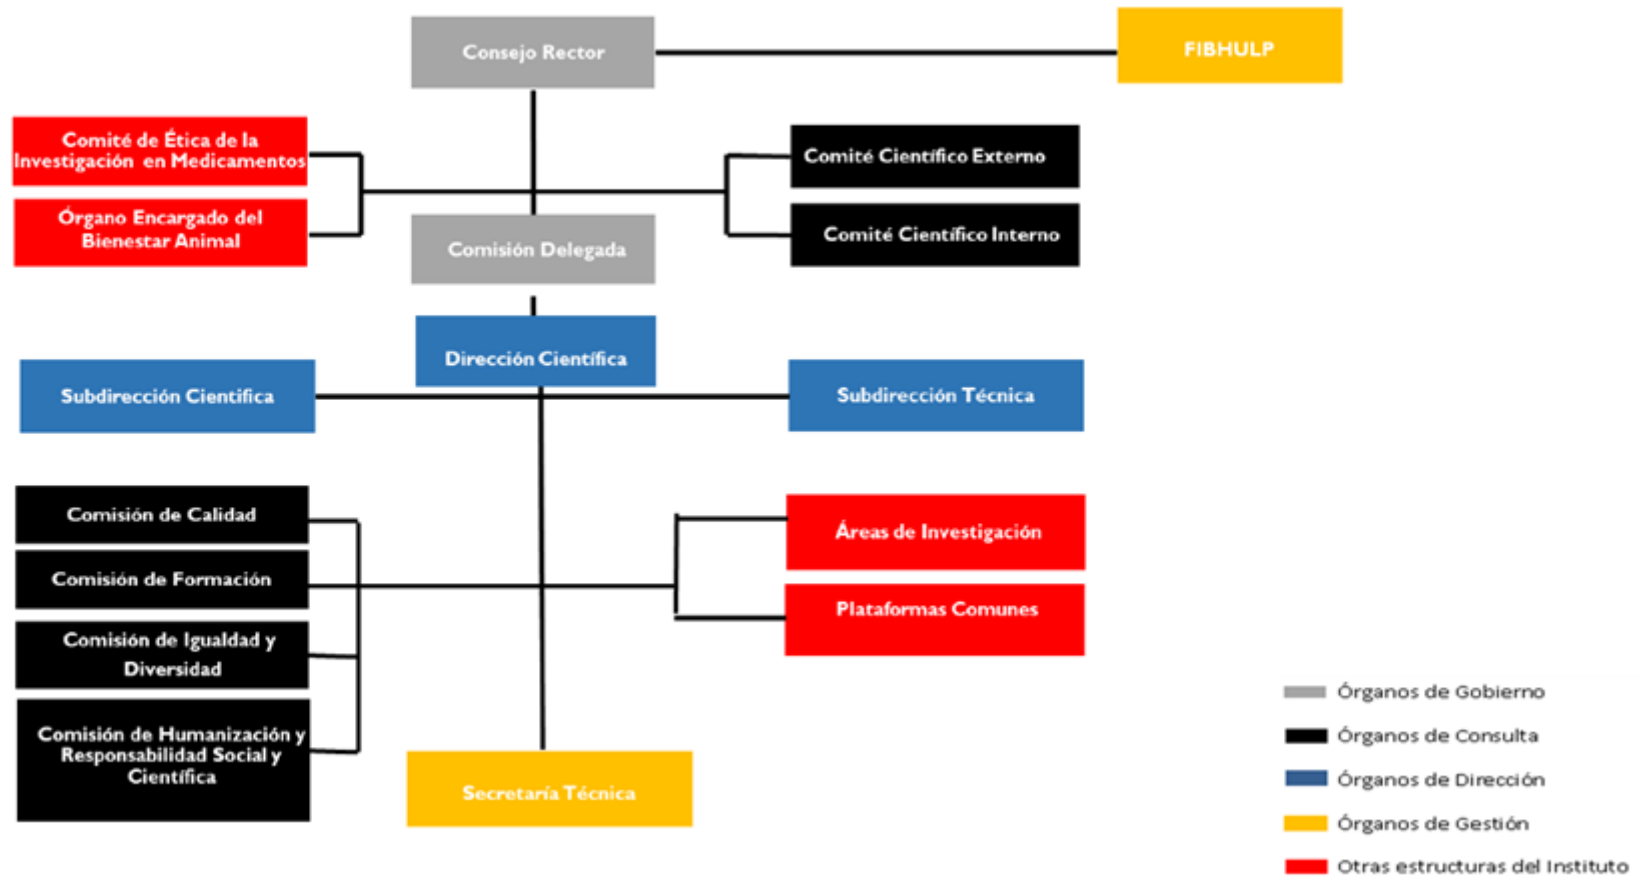 Consejo Rector
FIBHULP
Comité de Ética de la
Investigación en Medicamentos
Órgano Encargado del
Bienestar Animal
Comité Científico Externo
Comité Científico Interno
Comisión Delegada
Dirección Científica
Subdirección Cientifica
Subdirección Técnica
Comisión de Calidad
Comisión de Formación
Comisión de Igualdad y
Diversidad
Comisión de Humanización y
Responsabilidad Social y
Científica
Áreas de Investigación
Plataformas Comunes
Secretaría Técnica
Órganos de Gobierno
Órganos de Consulta
Órganos de Dirección
Órganos de Gestión
Otras estructuras del Instituto